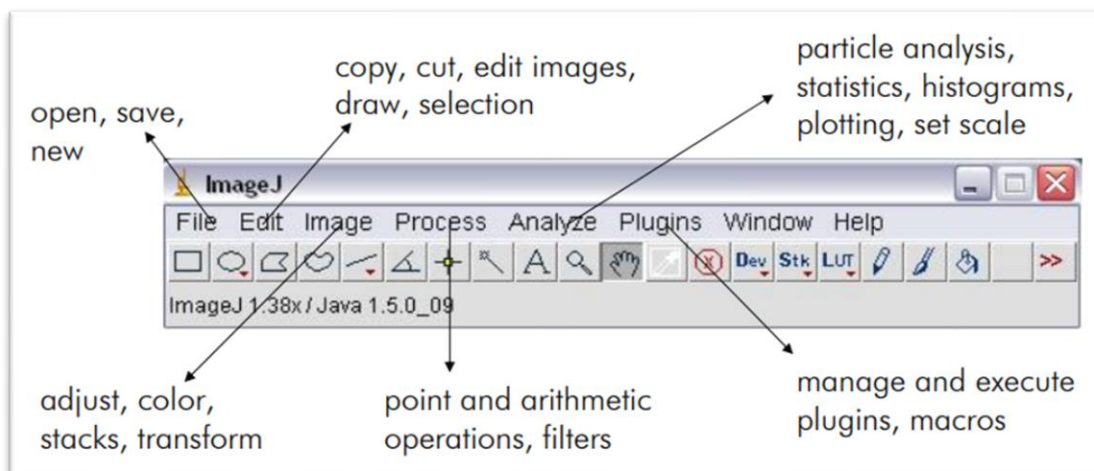 open, save,
new
copy, cut, edit images,
draw, selection
particle analysis,
statistics, histograms,
plotting, set scale
ImageJ
File Edit Image Process Analyze Plugins Window Help
A Dev Stk LUT >>
ImageJ 1.38x / Java 1.5.0_09
adjust, color,
stacks, transform
point and arithmetic
operations, filters
manage and execute
plugins, macros